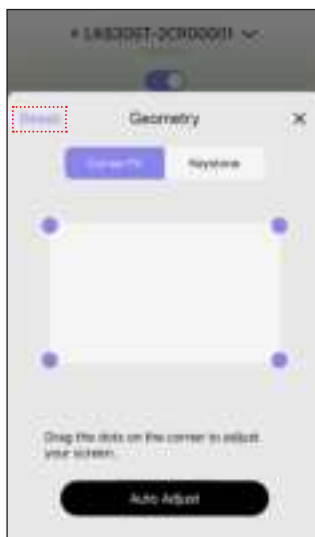 Reset
Geometry
Corner Fit
Keystone
Drag the dots on the corner to adjust
your screen.
Auto Adjust